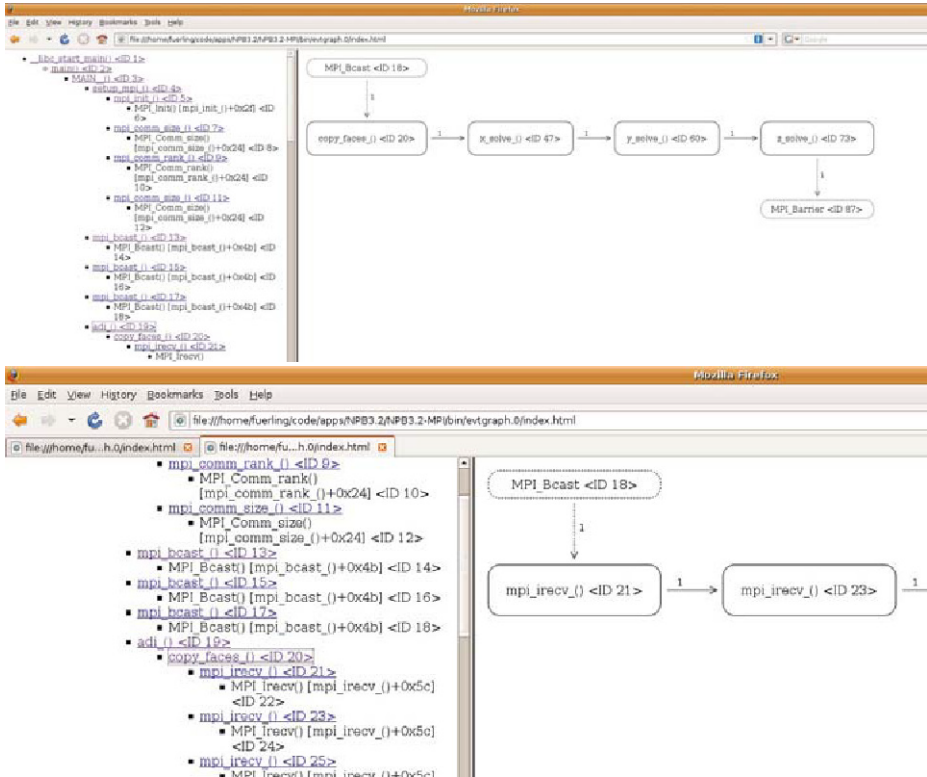 Mozilla Firefox
File Edit View History Bookmarks Tools Help
file:///home/fuerling/code/apps/NPB3.2/NPB3.2-MPI/bin/evtgraph.0/index.html
Google
__libc_start_main() <ID 1>
main() <ID 2>
MAIN__() <ID 3>
setup_mpi_() <ID 4>
mpi_init_() <ID 5>
MPI_Init() [mpi_init_()+0x2f] <ID
6>
mpi_comm_size_() <ID 7>
MPI_Comm_size()
[mpi_comm_size_()+0x24] <ID 8>
mpi_comm_rank_() <ID 9>
MPI_Comm_rank()
[mpi_comm_rank_()+0x24] <ID
10>
mpi_comm_size_() <ID 11>
MPI_Comm_size()
[mpi_comm_size_()+0x24] <ID
12>
mpi_bcast_() <ID 13>
MPI_Bcast() [mpi_bcast_()+0x4b] <ID
14>
mpi_bcast_() <ID 15>
MPI_Bcast() [mpi_bcast_()+0x4b] <ID
16>
mpi_bcast_() <ID 17>
MPI_Bcast() [mpi_bcast_()+0x4b] <ID
18>
adi_() <ID 19>
copy_faces_() <ID 20>
mpi_irecv_() <ID 21>
MPI_Irecv()
MPI_Bcast <ID 18>
1
copy_faces_() <ID 20> 1 x_solve_() <ID 47> 1 y_solve_() <ID 60> 1 z_solve_() <ID 73>
1
MPI_Barrier <ID 87>
Mozilla Firefox
File Edit View History Bookmarks Tools Help
file:///home/fuerling/code/apps/NPB3.2/NPB3.2-MPI/bin/evtgraph.0/index.html
file:///home/fu...h.0/index.html file:///home/fu...h.0/index.html
mpi_comm_rank_() <ID 9>
MPI_Comm_rank()
[mpi_comm_rank_()+0x24] <ID 10>
mpi_comm_size_() <ID 11>
MPI_Comm_size()
[mpi_comm_size_()+0x24] <ID 12>
mpi_bcast_() <ID 13>
MPI_Bcast() [mpi_bcast_()+0x4b] <ID 14>
mpi_bcast_() <ID 15>
MPI_Bcast() [mpi_bcast_()+0x4b] <ID 16>
mpi_bcast_() <ID 17>
MPI_Bcast() [mpi_bcast_()+0x4b] <ID 18>
adi_() <ID 19>
copy_faces_() <ID 20>
mpi_irecv_() <ID 21>
MPI_Irecv() [mpi_irecv_()+0x5c]
<ID 22>
mpi_irecv_() <ID 23>
MPI_Irecv() [mpi_irecv_()+0x5c]
<ID 24>
mpi_irecv_() <ID 25>
MPI_Irecv() [mpi_irecv_()+0x5c]
MPI_Bcast <ID 18>
1
mpi_irecv_() <ID 21> 1 mpi_irecv_() <ID 23> 1